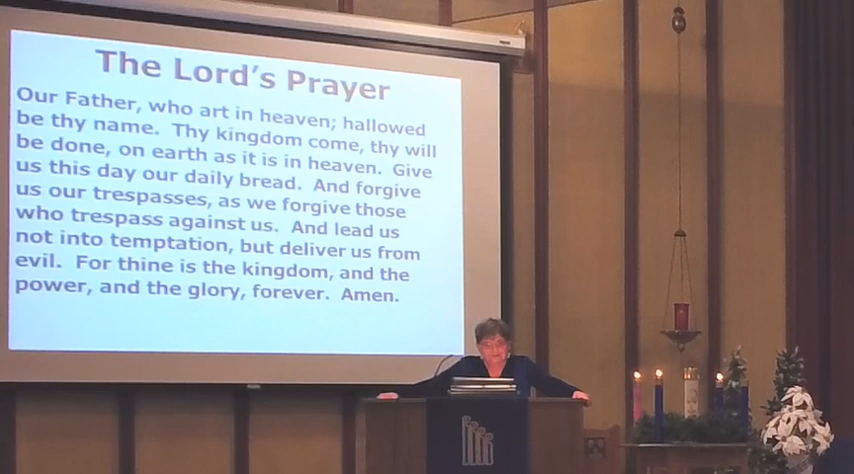 The Lord's Prayer
Our Father, who art in heaven; hallowed
be thy name.  Thy kingdom come, thy will
be done, on earth as it is in heaven.  Give
us this day our daily bread.  And forgive
us our trespasses, as we forgive those
who trespass against us.  And lead us
not into temptation, but deliver us from
evil.  For thine is the kingdom, and the
power, and the glory, forever.  Amen.